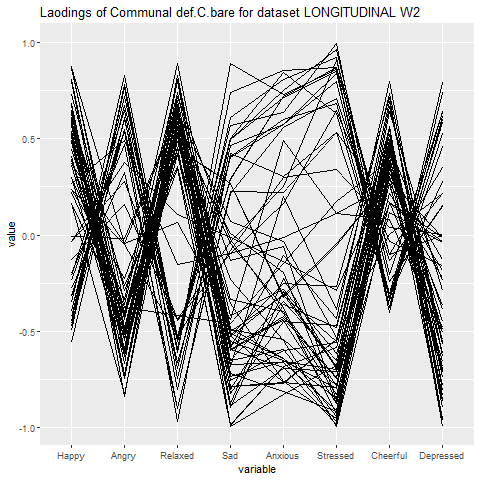 Laodings of Communal def.C.bare for dataset LONGITUDINAL W2
1.0
0.5
0.0
-0.5
-1.0
value
Happy Angry Relaxed Sad Anxious Stressed Cheerful Depressed
variable